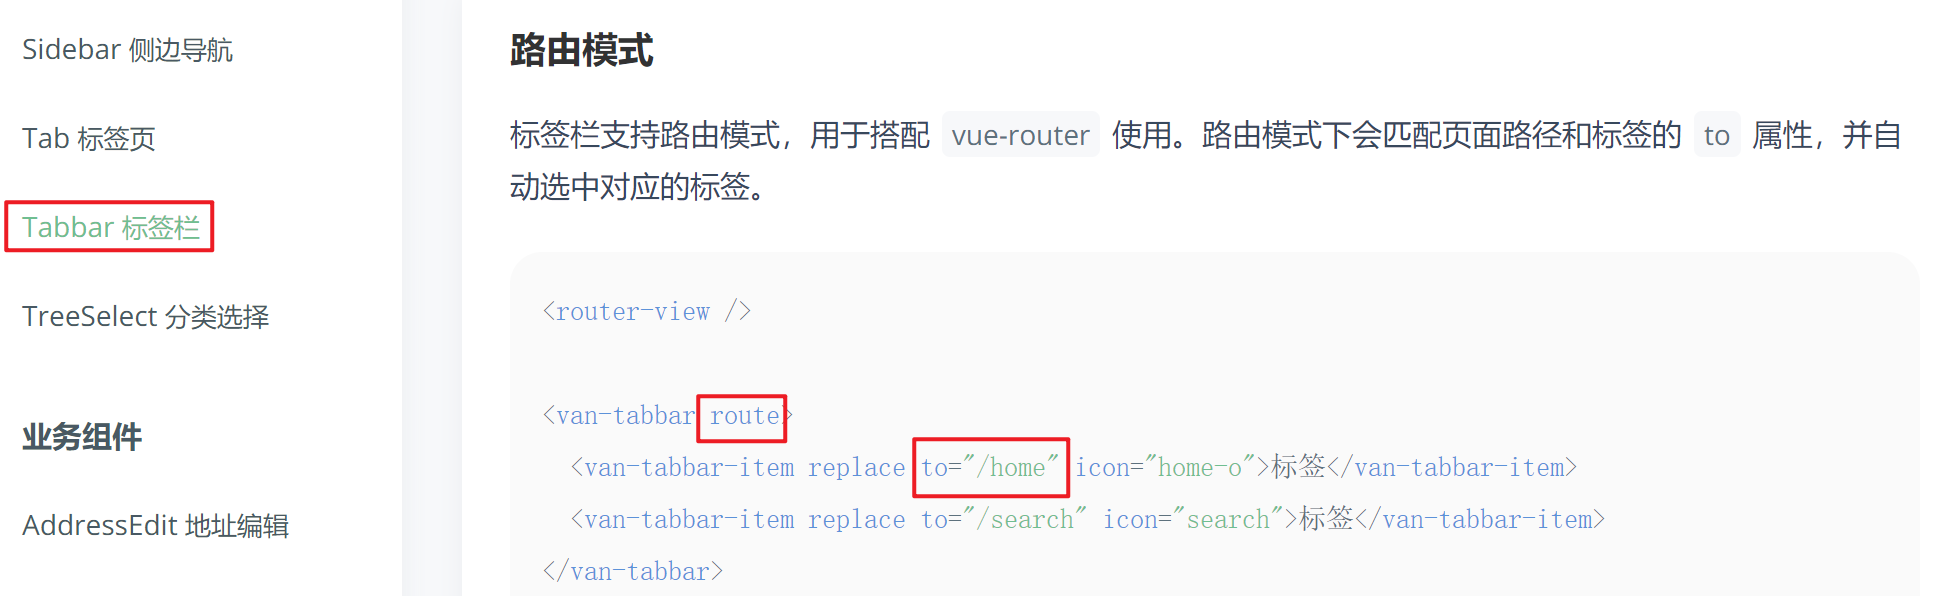 Sidebar 侧边导航
Tab 标签页
Tabbar 标签栏
TreeSelect 分类选择
业务组件
AddressEdit 地址编辑
路由模式
标签栏支持路由模式，用于搭配 vue-router 使用。路由模式下会匹配页面路径和标签的 to 属性，并自
动选中对应的标签。
<router-view />
<van-tabbar route>
<van-tabbar-item replace to="/home" icon="home-o">标签</van-tabbar-item>
<van-tabbar-item replace to="/search" icon="search">标签</van-tabbar-item>
</van-tabbar>